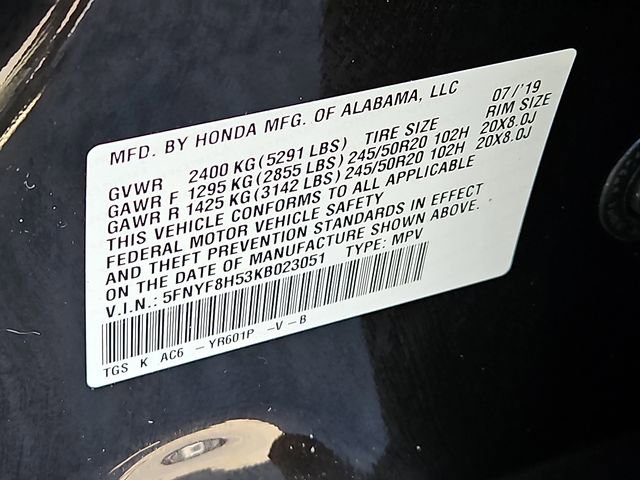 MFD. BY HONDA MFG. OF ALABAMA, LLC 07/'19
GVWR 2400 KG(5291 LBS) TIRE SIZE RIM SIZE
GAWR F 1295 KG(2855 LBS)245/50R20 102H 20X8.0J
GAWR R 1425 KG(3142 LBS)245/50R20 102H 20X8.0J
THIS VEHICLE CONFORMS TO ALL APPLICABLE
FEDERAL MOTOR VEHICLE SAFETY
AND THEFT PREVENTION STANDARDS IN EFFECT
ON THE DATE OF MANUFACTURE SHOWN ABOVE.
V.I.N.: 5FNYF8H53KB023051 TYPE: MPV
TGS K AC6 -YR601P -V-B